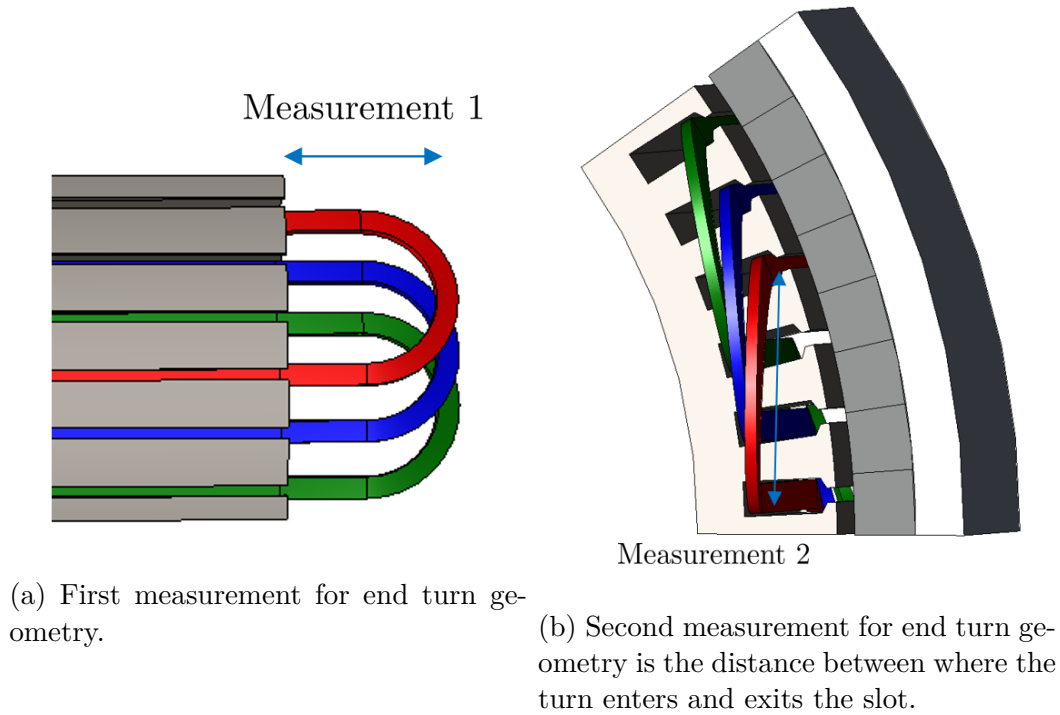 Measurement 1
Measurement 2
(a) First measurement for end turn ge-
ometry.
(b) Second measurement for end turn ge-
ometry is the distance between where the
turn enters and exits the slot.